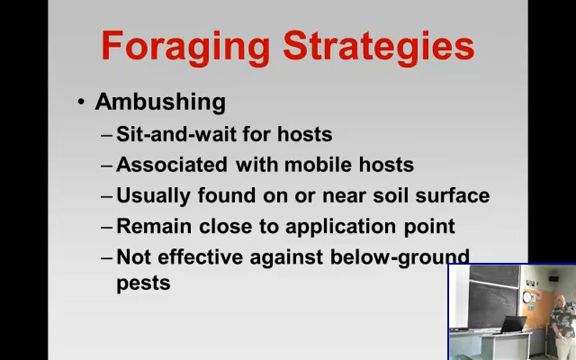 Foraging Strategies
• Ambushing
– Sit-and-wait for hosts
– Associated with mobile hosts
– Usually found on or near soil surface
– Remain close to application point
– Not effective against below-ground
pests